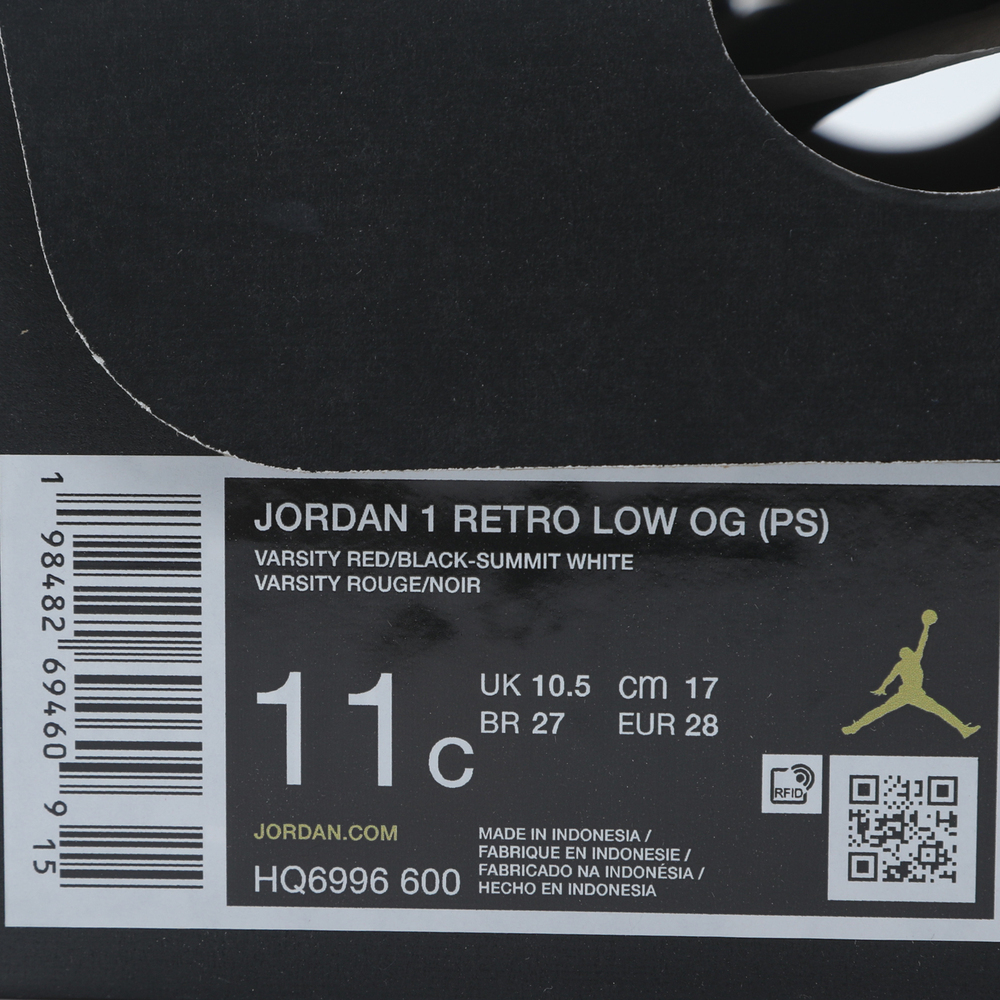 1 98482 69460 9 15
JORDAN 1 RETRO LOW OG (PS)
VARSITY RED/BLACK-SUMMIT WHITE
VARSITY ROUGE/NOIR
11c
UK 10.5 cm 17
BR 27 EUR 28
RFID
JORDAN.COM
HQ6996 600
MADE IN INDONESIA /
FABRIQUE EN INDONESIE /
FABRICADO NA INDONÉSIA /
HECHO EN INDONESIA